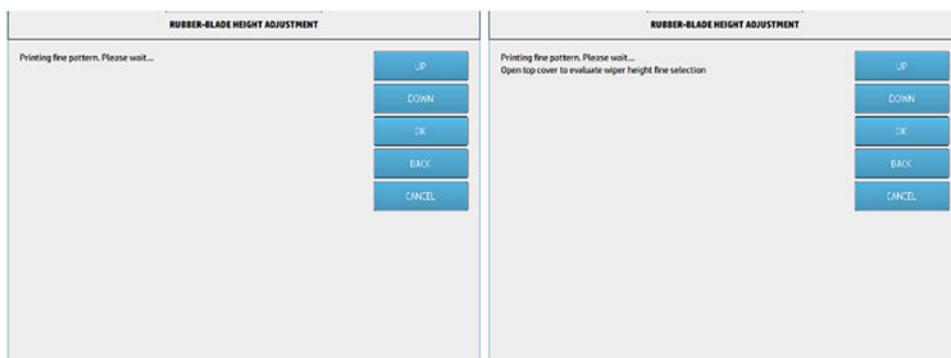 RUBBER-BLADE HEIGHT ADJUSTMENT
Printing fine pattern. Please wait...
UP
DOWN
OK
BACK
CANCEL
RUBBER-BLADE HEIGHT ADJUSTMENT
Printing fine pattern. Please wait...
Open top cover to evaluate wiper height fine selection
UP
DOWN
OK
BACK
CANCEL